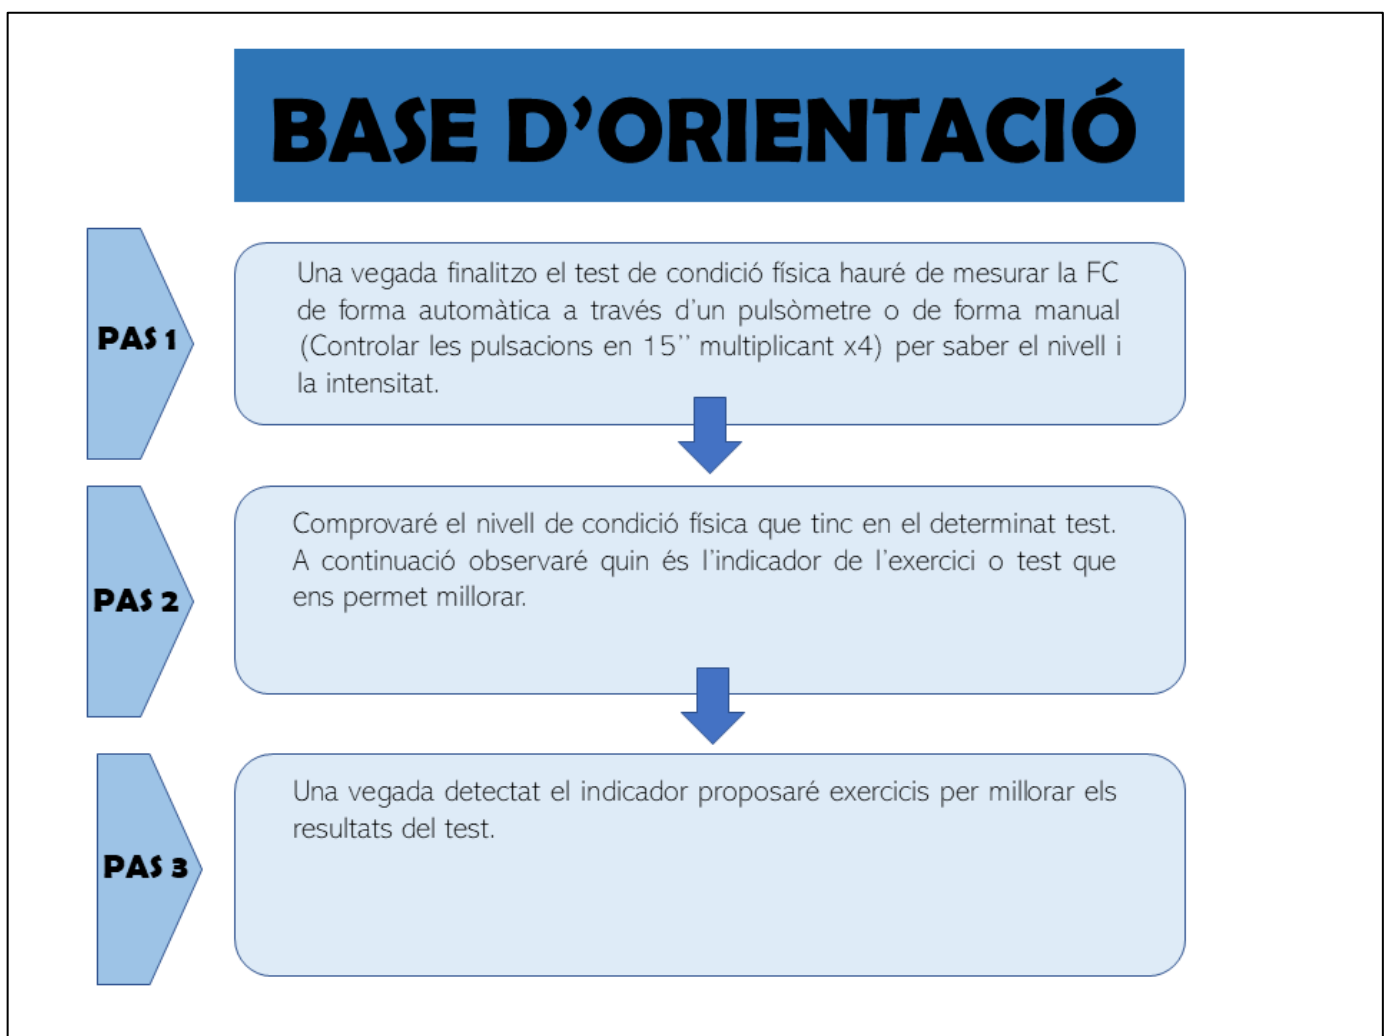 BASE D’ORIENTACIÓ
PAS 1
Una vegada finalitzo el test de condició física hauré de mesurar la FC
de forma automàtica a través d’un pulsòmetre o de forma manual
(Controlar les pulsacions en 15’’ multiplicant x4) per saber el nivell i
la intensitat.
PAS 2
Comprovaré el nivell de condició física que tinc en el determinat test.
A continuació observaré quin és l’indicador de l’exercici o test que
ens permet millorar.
PAS 3
Una vegada detectat el indicador proposaré exercicis per millorar els
resultats del test.